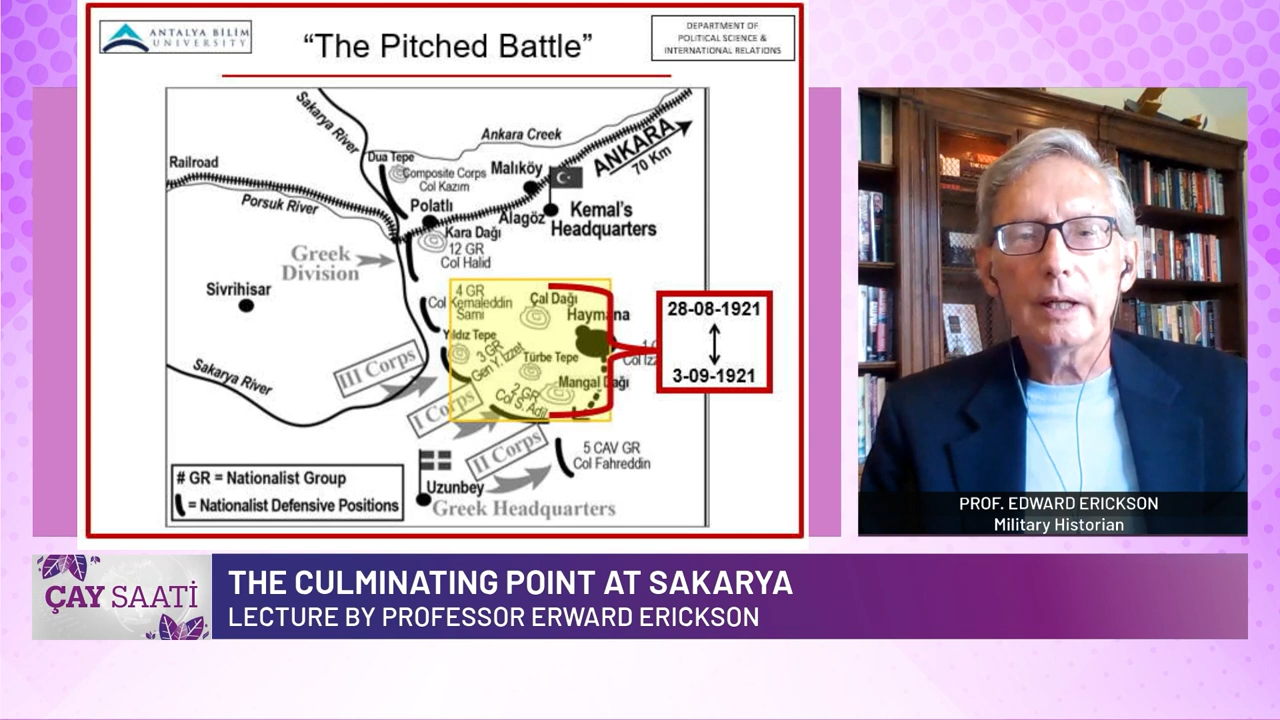 ANTALYA BİLİM
UNIVERSITY
“The Pitched Battle”
DEPARTMENT OF
POLITICAL SCIENCE &
INTERNATIONAL RELATIONS
Sakarya River
Ankara Creek
ANKARA
70 Km
Railroad
Dua Tepe
Composite Corps
Col Kazım
Malıköy
Porsuk River
Polatlı
Alagöz
Kemal's
Headquarters
Kara Dağı
12 GR
Col Halid
Greek
Division
Sivrihisar
4 GR
Col Kemaleddin
Sami
Çal Dağı
Haymana
28-08-1921
3-09-1921
Yıldız Tepe
3 GR
Gen Y. İzzet
Türbe Tepe
Col İzz
Mangal Dağı
2 GR
Col S. Adil
Sakarya River
III Corps
I Corps
II Corps
5 CAV GR
Col Fahreddin
# GR = Nationalist Group
= Nationalist Defensive Positions
Uzunbey
Greek Headquarters
PROF. EDWARD ERICKSON
Military Historian
ÇAY SAATİ
THE CULMINATING POINT AT SAKARYA
LECTURE BY PROFESSOR ERWARD ERICKSON